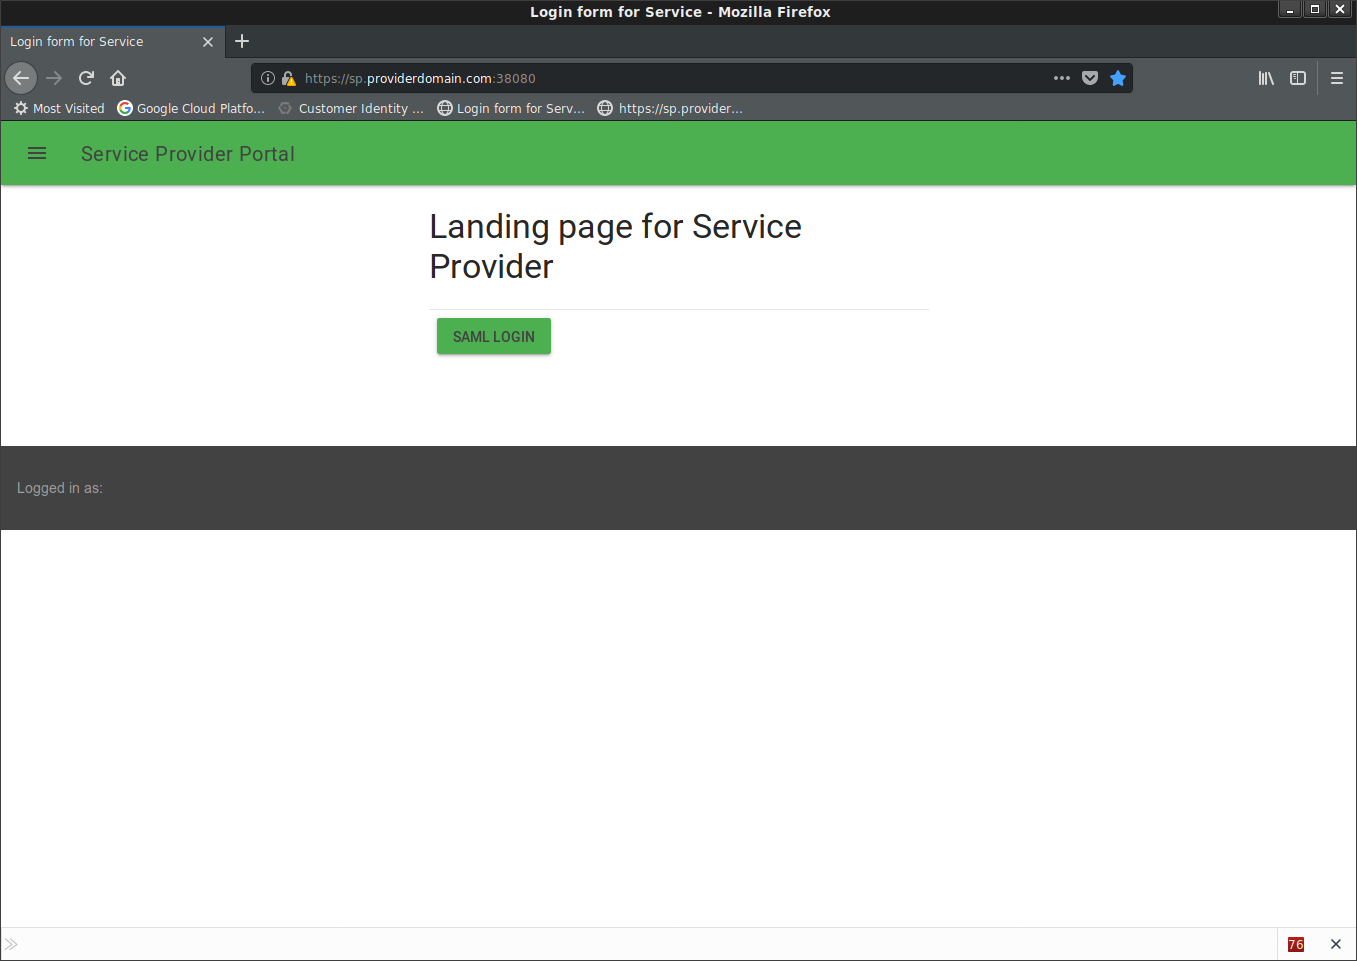 Login form for Service - Mozilla Firefox
Login form for Service
https://sp.providerdomain.com:38080
Most Visited Google Cloud Platfo... Customer Identity ... Login form for Serv... https://sp.provider...
Service Provider Portal
Landing page for Service
Provider
SAML LOGIN
Logged in as:
76